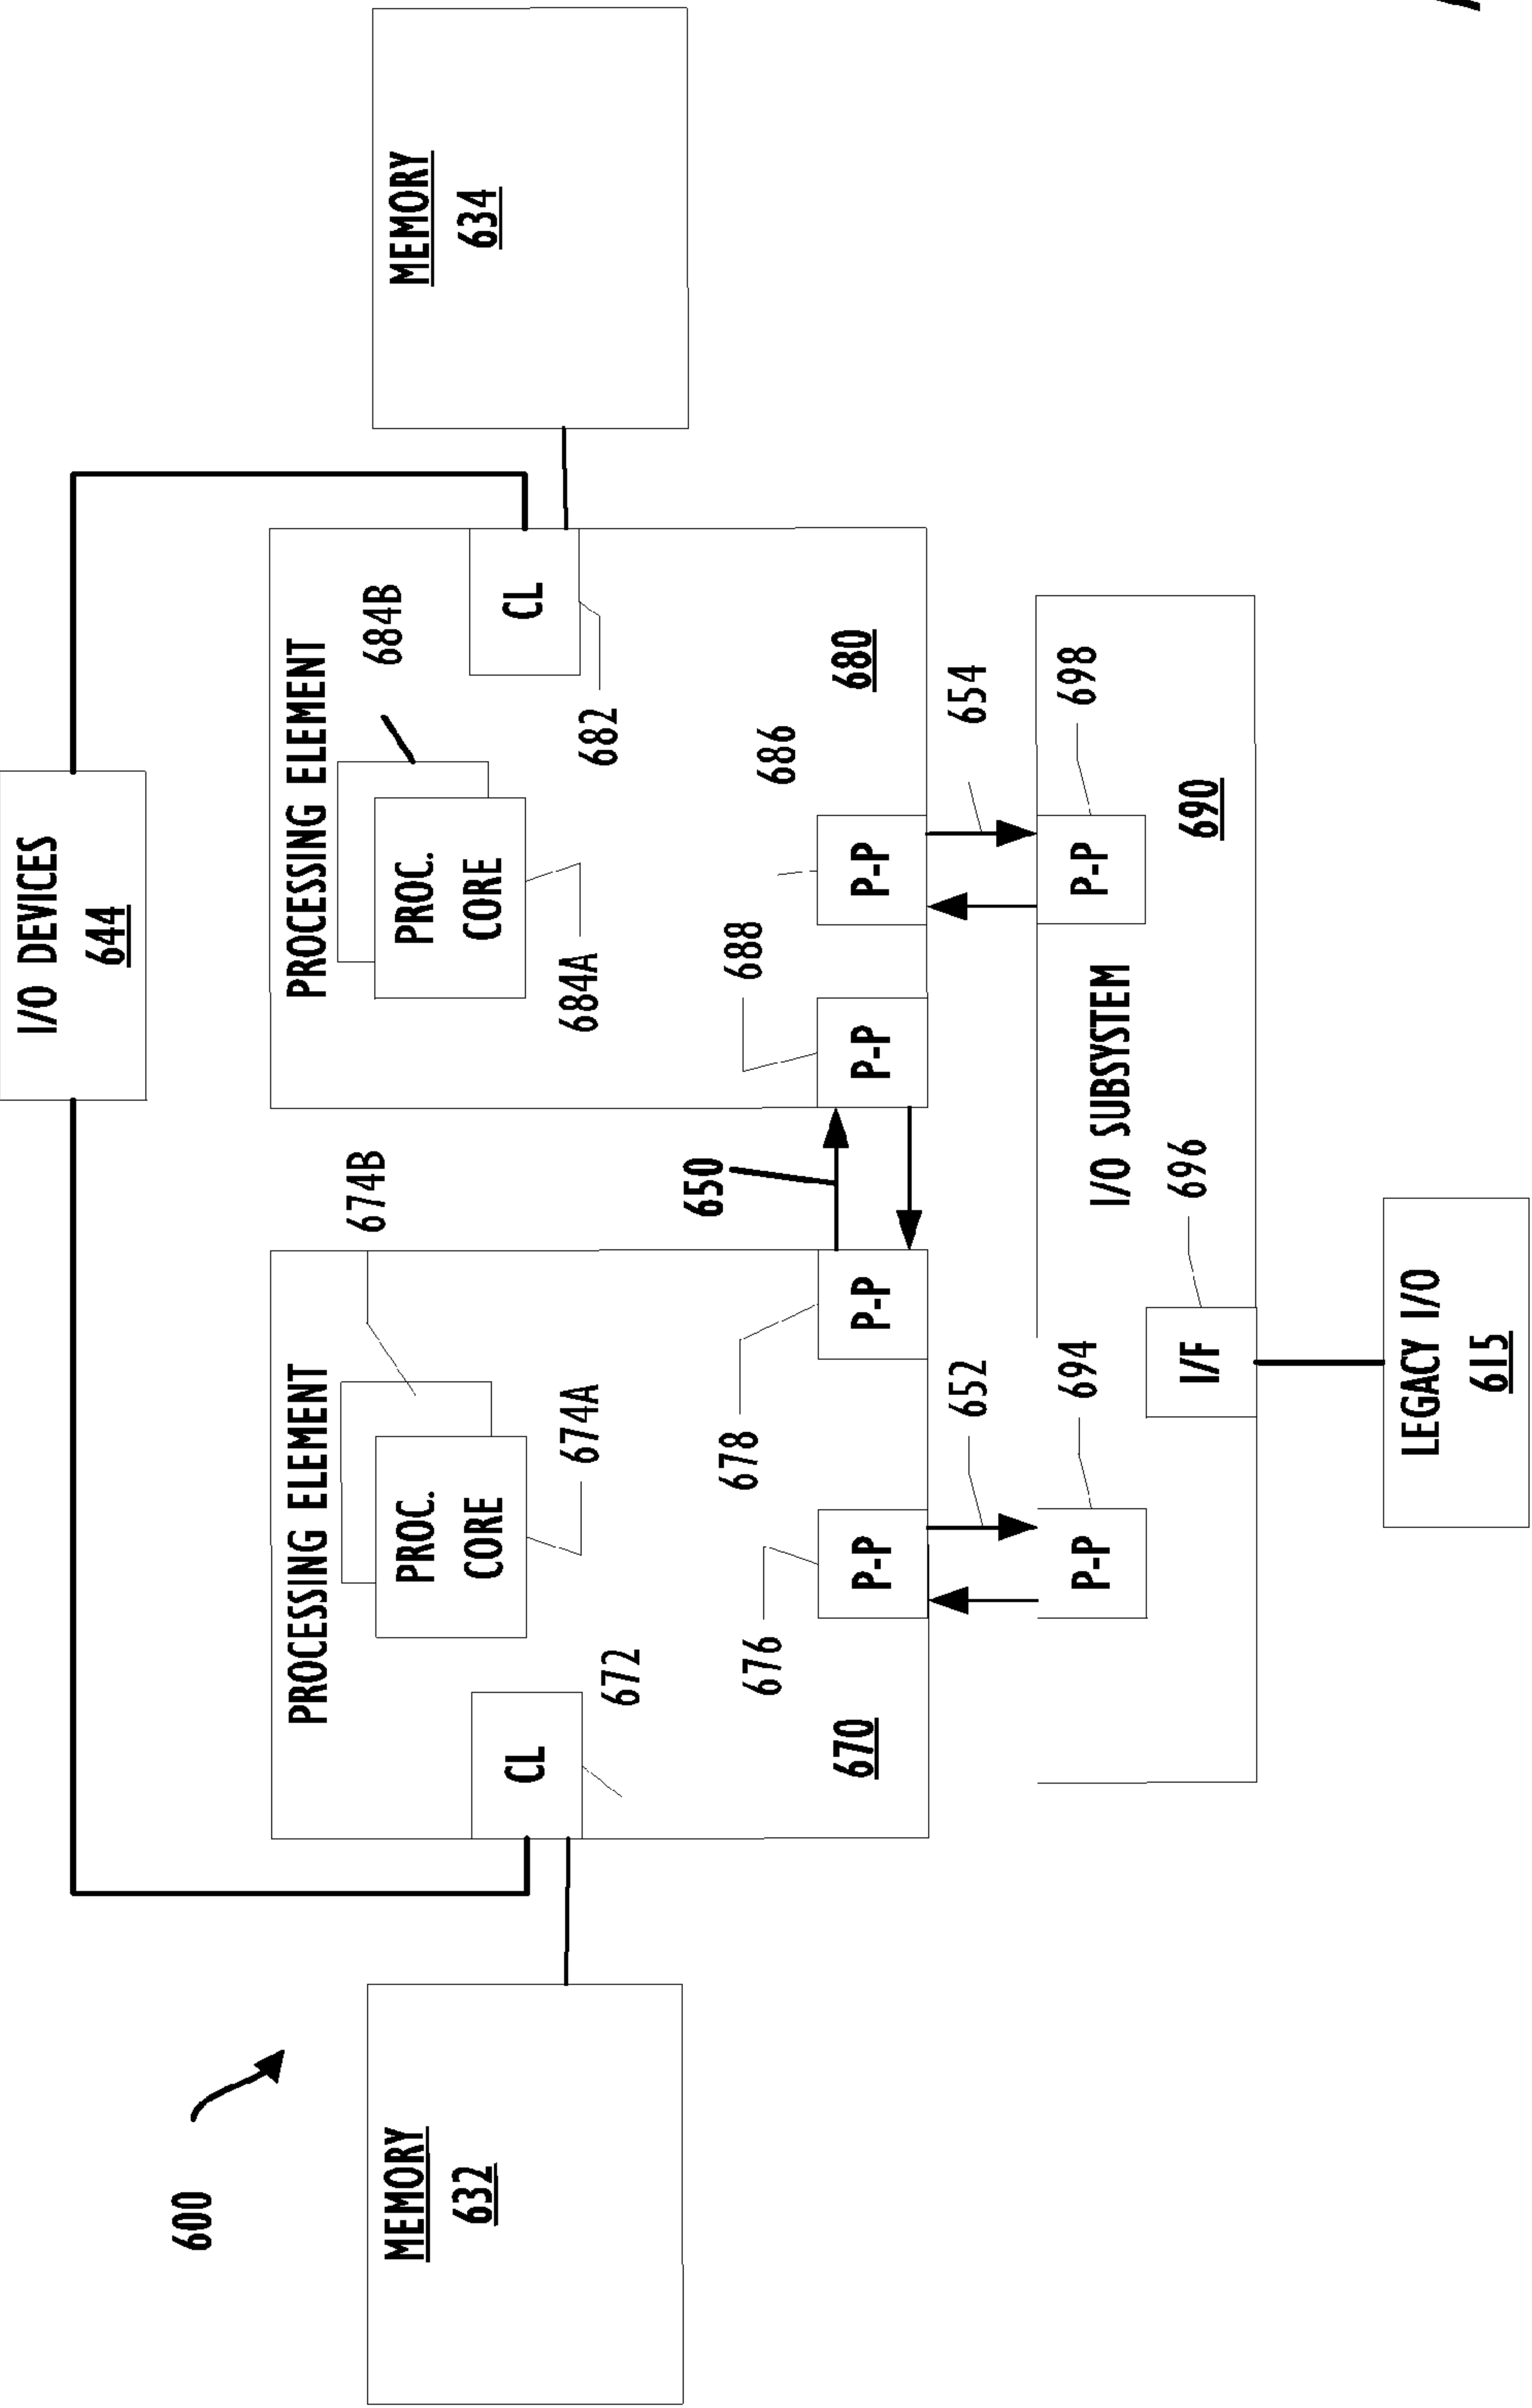 600
I/O DEVICES
644
MEMORY
632
PROCESSING ELEMENT
674B
PROC.
CORE
674A
CL
672
676
678
P-P
P-P
670
650
PROCESSING ELEMENT
684B
PROC.
CORE
684A
CL
682
688
686
P-P
P-P
680
MEMORY
634
652
654
694
P-P
I/O SUBSYSTEM
698
P-P
696
I/F
690
LEGACY I/O
615